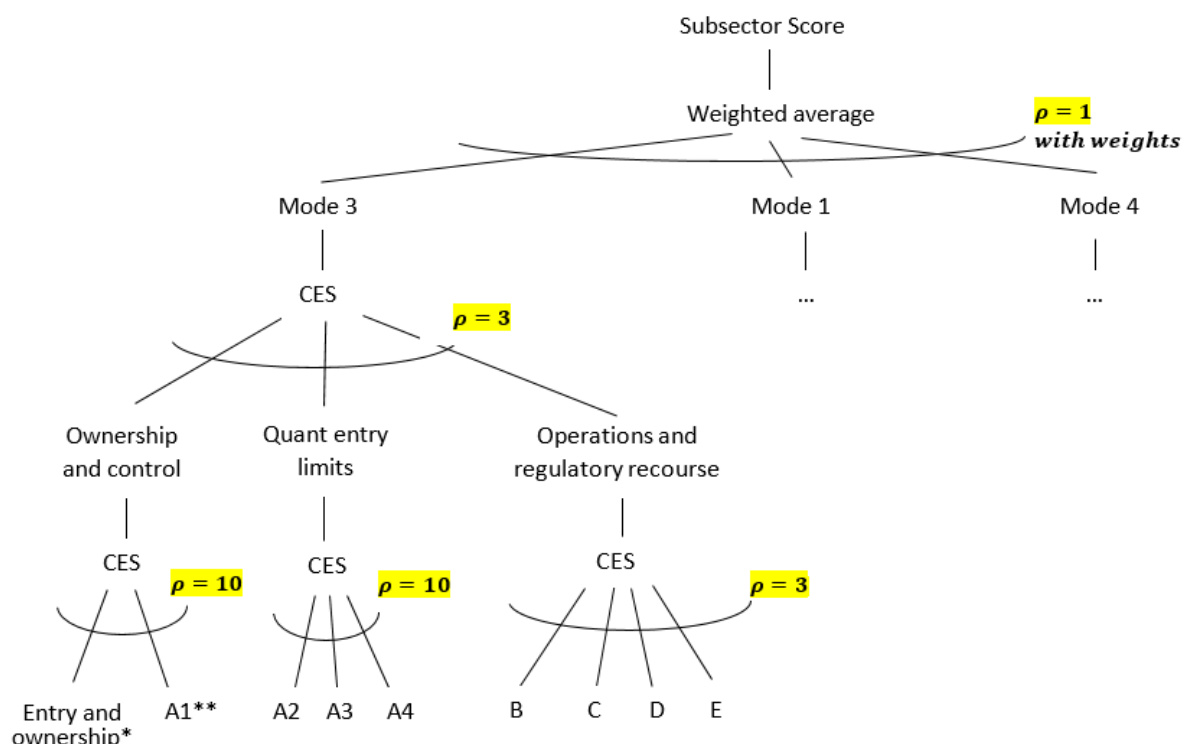 Subsector Score
Weighted average
ρ = 1
with weights
Mode 3
Mode 1
Mode 4
CES
...
...
ρ = 3
Ownership
and control
Quant entry
limits
Operations and
regulatory recourse
CES
ρ = 10
CES
ρ = 10
CES
ρ = 3
Entry and
ownership*
A1**
A2
A3
A4
B
C
D
E